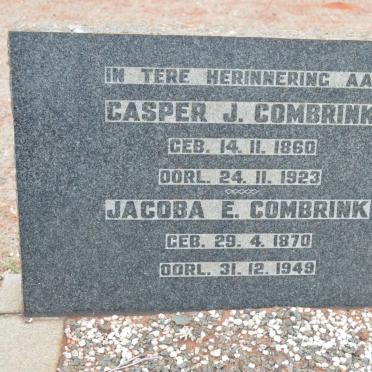 IN TERE HERINNERING AA
CASPER J. COMBRINK
GEB. 14. 11. 1860
OORL. 24. 11. 1923
JACOBA E. COMBRINK
GEB. 29. 4. 1870
OORL. 31. 12. 1949